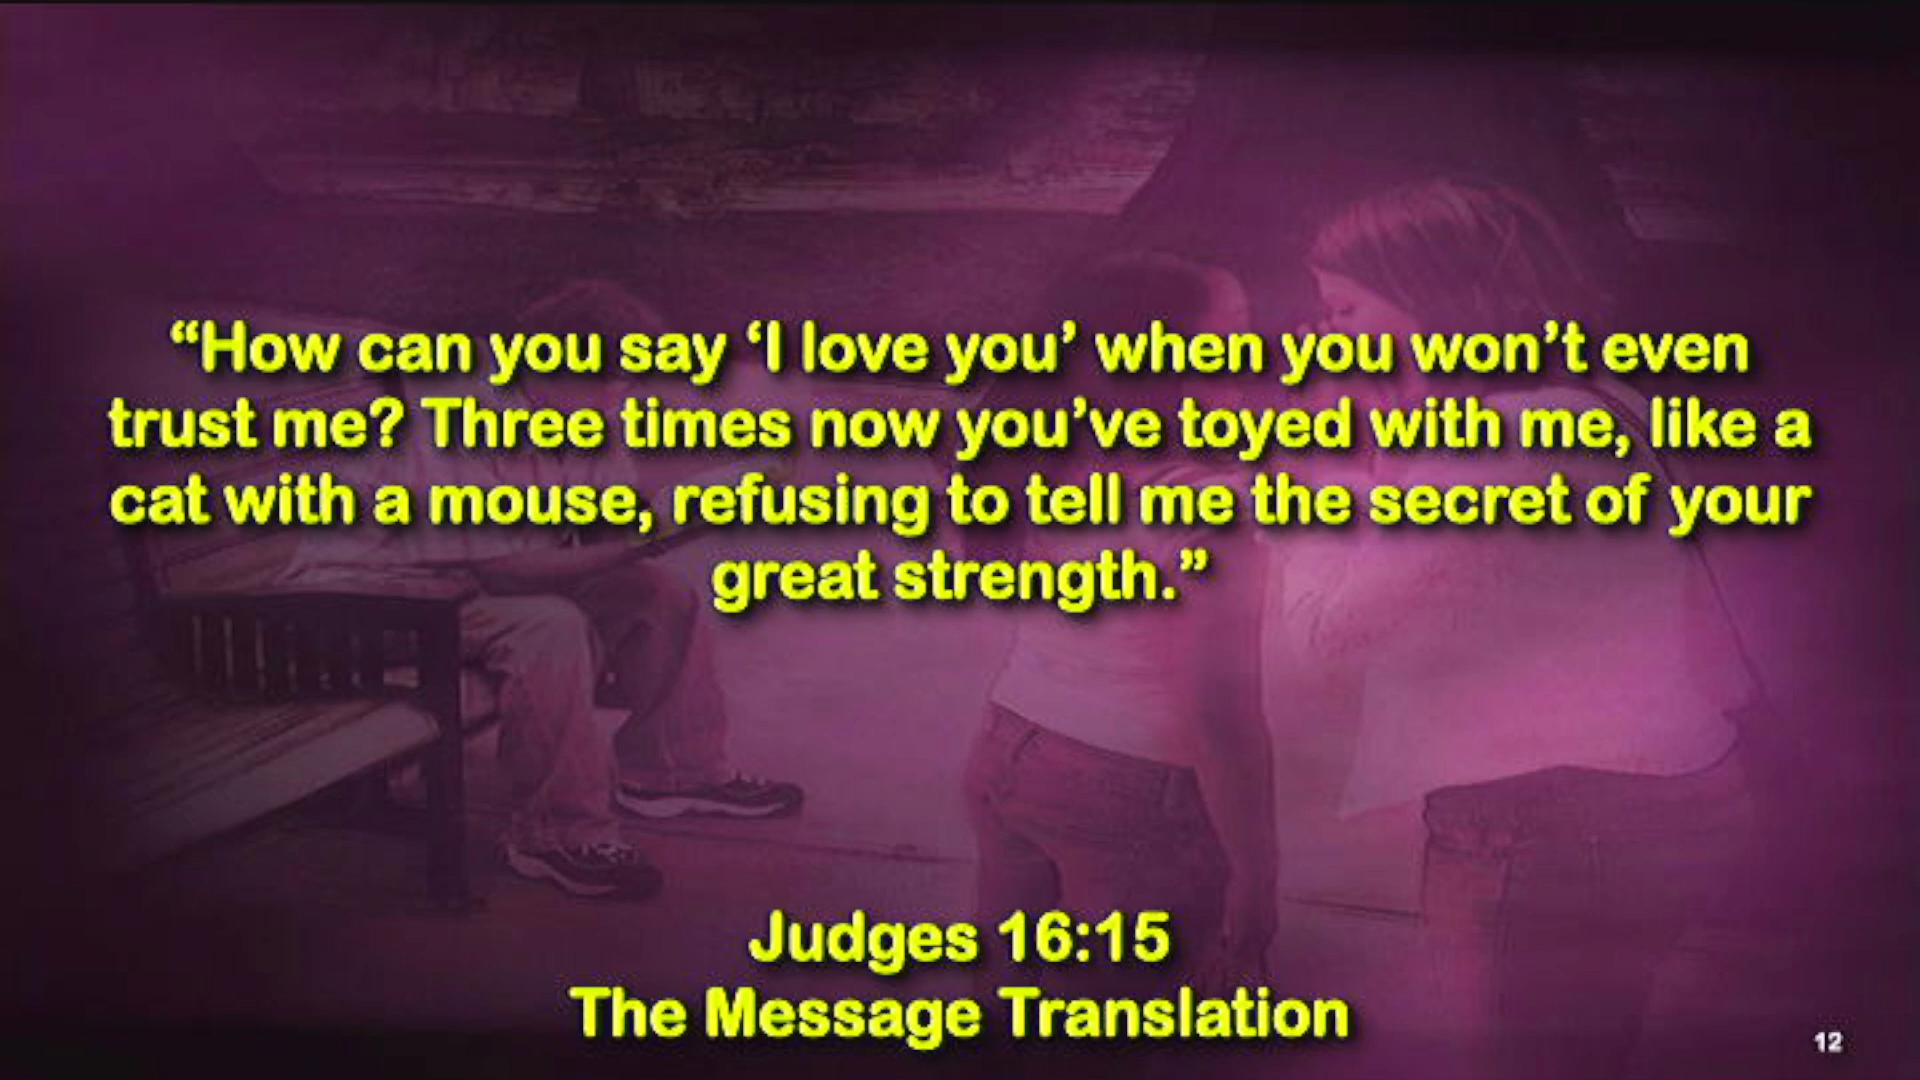 “How can you say ‘I love you’ when you won’t even
trust me? Three times now you’ve toyed with me, like a
cat with a mouse, refusing to tell me the secret of your
great strength.”
Judges 16:15
The Message Translation
12